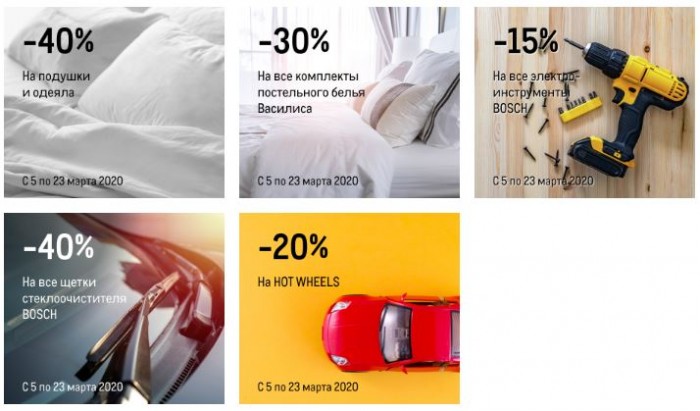 -40%
На подушки
и одеяла
С 5 по 23 марта 2020
-30%
На все комплекты
постельного белья
Василиса
С 5 по 23 марта 2020
-15%
На все электро-
инструменты
BOSCH
С 5 по 23 марта 2020
-40%
На все щетки
стеклоочистителя
BOSCH
С 5 по 23 марта 2020
-20%
На HOT WHEELS
С 5 по 23 марта 2020